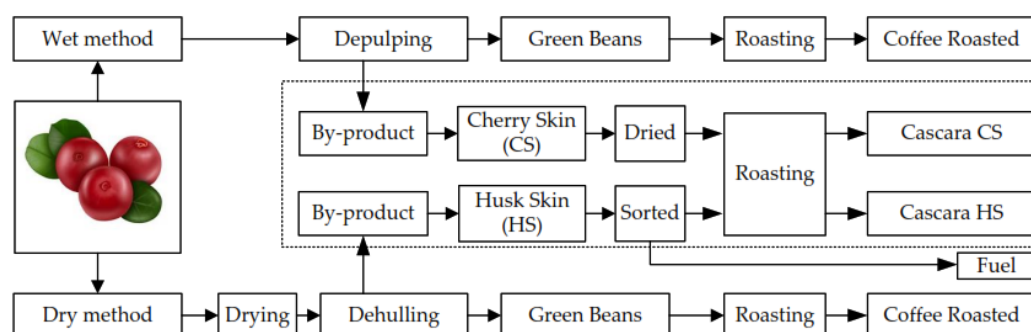 Wet method
Depulping
Green Beans
Roasting
Coffee Roasted
By-product
Cherry Skin
(CS)
Dried
Roasting
Cascara CS
By-product
Husk Skin
(HS)
Sorted
Cascara HS
Fuel
Dry method
Drying
Dehulling
Green Beans
Roasting
Coffee Roasted